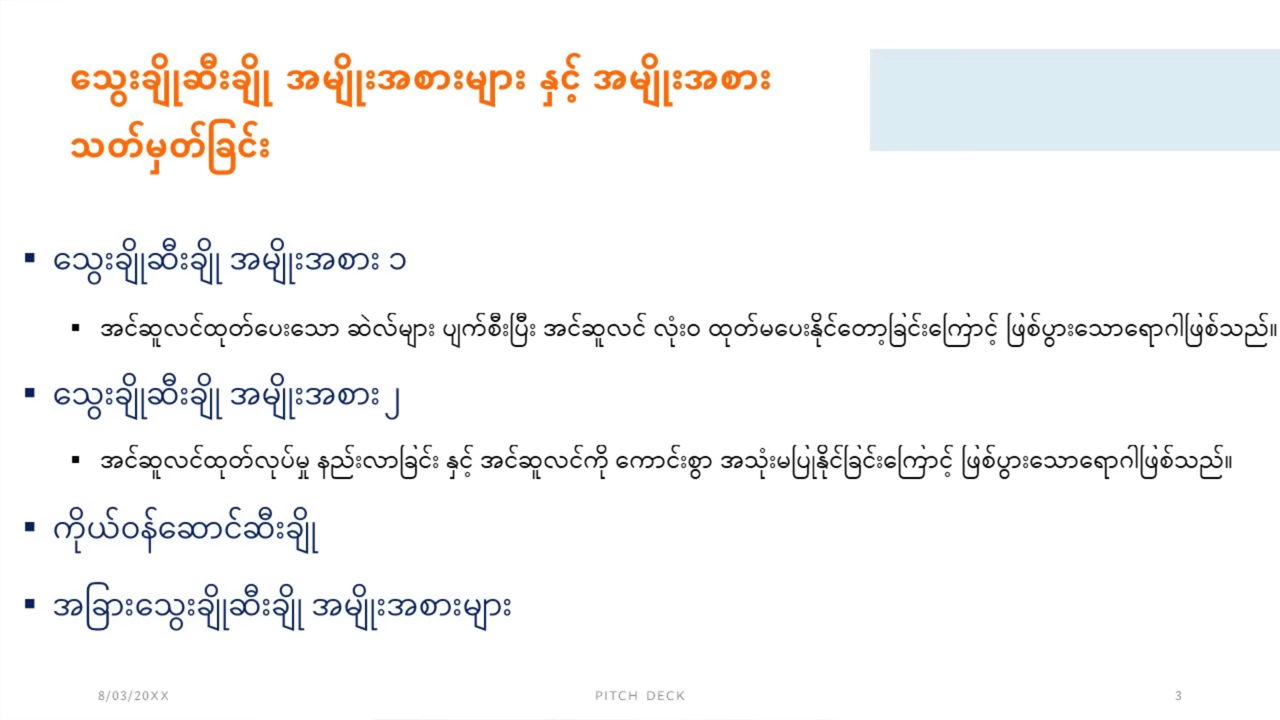 သွေးချိုဆီးချို အမျိုးအစားများ နှင့် အမျိုးအစား
သတ်မှတ်ခြင်း
▪ သွေးချိုဆီးချို အမျိုးအစား ၁
▪ အင်ဆူလင်ထုတ်ပေးသော ဆဲလ်များ ပျက်စီးပြီး အင်ဆူလင် လုံးဝ ထုတ်မပေးနိုင်တော့ခြင်းကြောင့် ဖြစ်ပွားသောရောဂါဖြစ်သည်။
▪ သွေးချိုဆီးချို အမျိုးအစား၂
▪ အင်ဆူလင်ထုတ်လုပ်မှု နည်းလာခြင်း နှင့် အင်ဆူလင်ကို ကောင်းစွာ အသုံးမပြုနိုင်ခြင်းကြောင့် ဖြစ်ပွားသောရောဂါဖြစ်သည်။
▪ ကိုယ်ဝန်ဆောင်ဆီးချို
▪ အခြားသွေးချိုဆီးချို အမျိုးအစားများ
8/03/20XX PITCH DECK 3